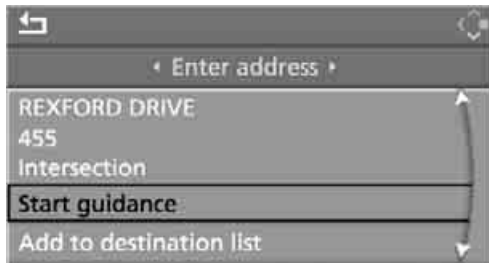 Enter address
REXFORD DRIVE
455
Intersection
Start guidance
Add to destination list